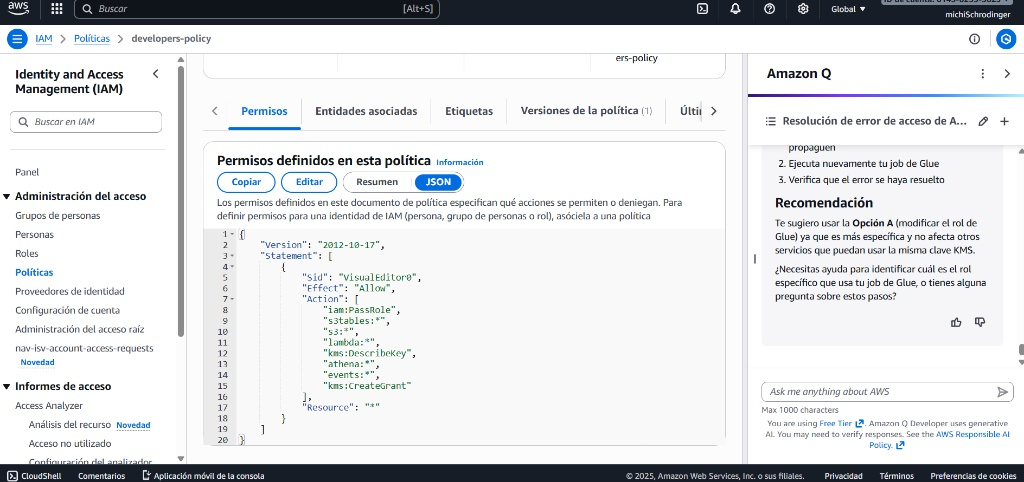 aws
Buscar
[Alt+S]
Global
michiSchrodinger
IAM
Políticas
developers-policy
Identity and Access
Management (IAM)
Buscar en IAM
Panel
Administración del acceso
Grupos de personas
Personas
Roles
Políticas
Proveedores de identidad
Configuración de cuenta
Administración del acceso raíz
nav-isv-account-access-requests
Novedad
Informes de acceso
Access Analyzer
Análisis del recurso Novedad
Acceso no utilizado
Configuración del analizador
ers-policy
Permisos
Entidades asociadas
Etiquetas
Versiones de la política (1)
Permisos definidos en esta política Información
Copiar
Editar
Resumen
JSON
Los permisos definidos en este documento de política especifican qué acciones se permiten o deniegan. Para
definir permisos para una identidad de IAM (persona, grupo de personas o rol), asóciela a una política
1 {
2 "Version": "2012-10-17",
3 "Statement": [
4 {
5 "Sid": "VisualEditor0",
6 "Effect": "Allow",
7 "Action": [
8 "iam:PassRole",
9 "s3tables:*",
10 "s3:*",
11 "lambda:*",
12 "kms:DescribeKey",
13 "athena:*",
14 "events:*",
15 "kms:CreateGrant"
16 ],
17 "Resource": "*"
18 }
19 ]
20 }
Amazon Q
Resolución de error de acceso de A...
propaguen
2. Ejecuta nuevamente tu job de Glue
3. Verifica que el error se haya resuelto
Recomendación
Te sugiero usar la Opción A (modificar el rol de
Glue) ya que es más específica y no afecta otros
servicios que puedan usar la misma clave KMS.
¿Necesitas ayuda para identificar cuál es el rol
específico que usa tu job de Glue, o tienes alguna
pregunta sobre estos pasos?
Ask me anything about AWS
Max 1000 characters
You are using Free Tier. Amazon Q Developer uses generative
AI. You may need to verify responses. See the AWS Responsible AI
Policy.
CloudShell
Comentarios
Aplicación móvil de la consola
© 2025, Amazon Web Services, Inc. o sus filiales.
Privacidad
Términos
Preferencias de cookies